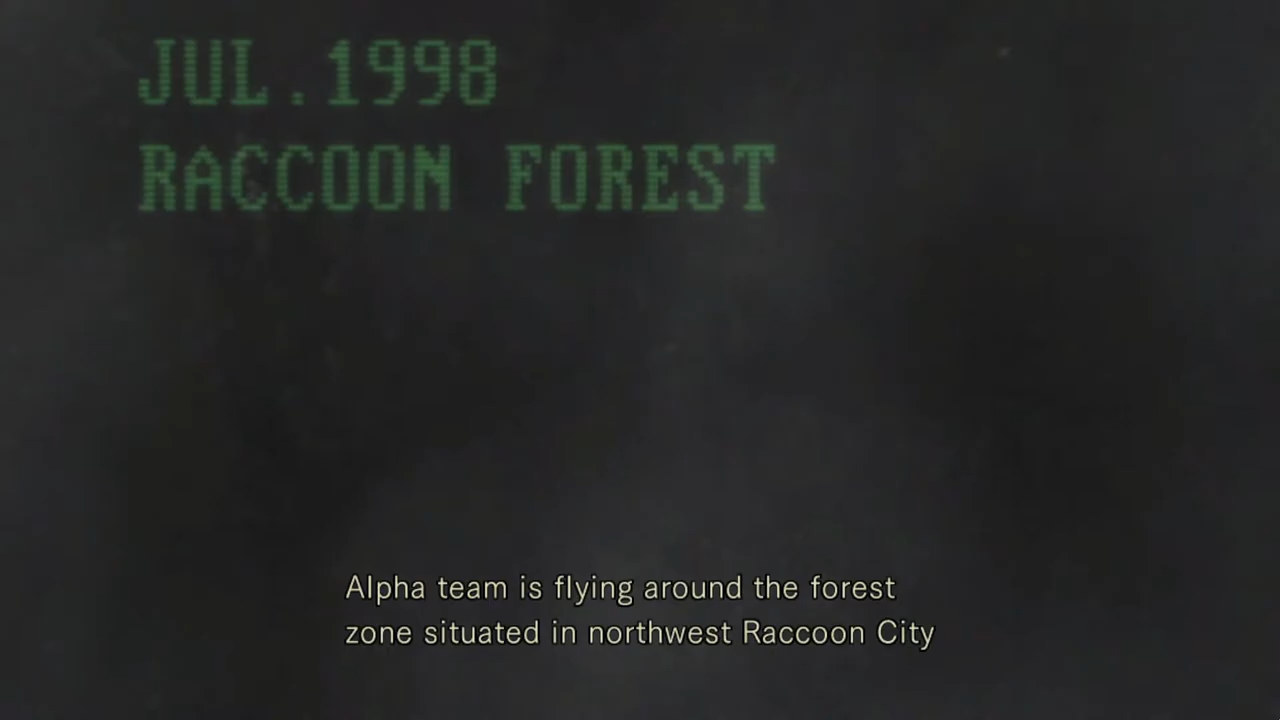 JUL.1998
RACCOON FOREST
Alpha team is flying around the forest
zone situated in northwest Raccoon City